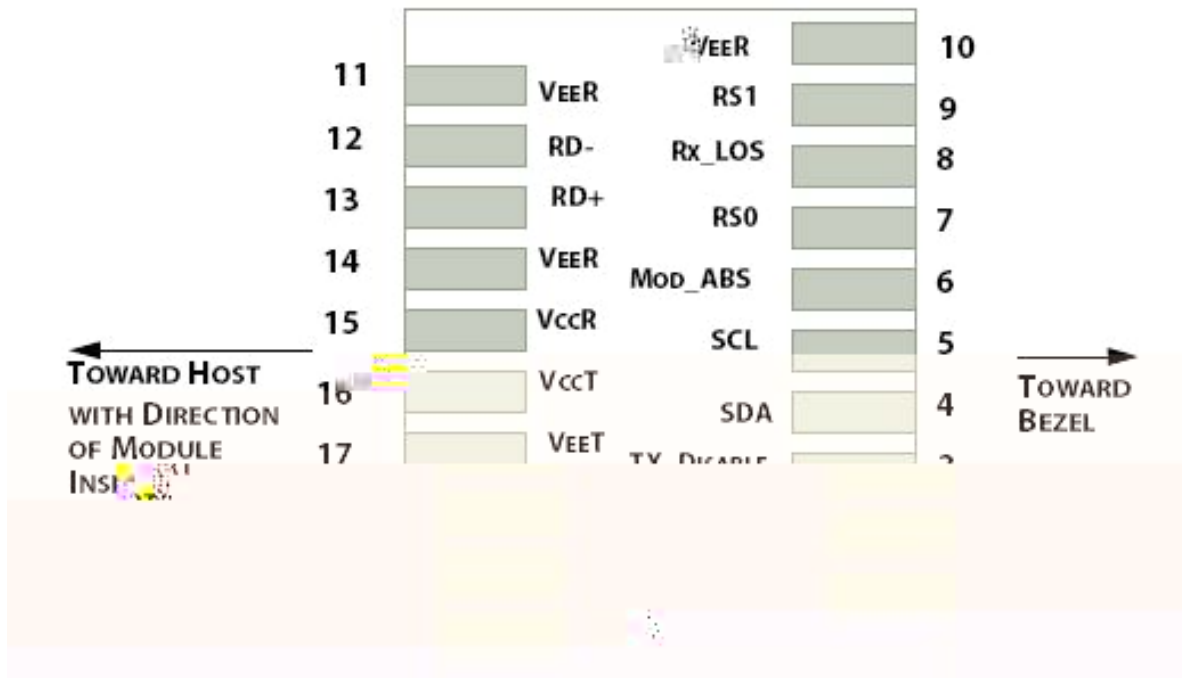 VEER 10
11 VEER
RS1 9
12 RD-
Rx_LOS 8
13 RD+
RS0 7
14 VEER
MOD_ABS 6
15 VCCR
SCL 5
TOWARD HOST
WITH DIRECTION
OF MODULE
16 VCCT
SDA 4
TOWARD
BEZEL
17 VEET